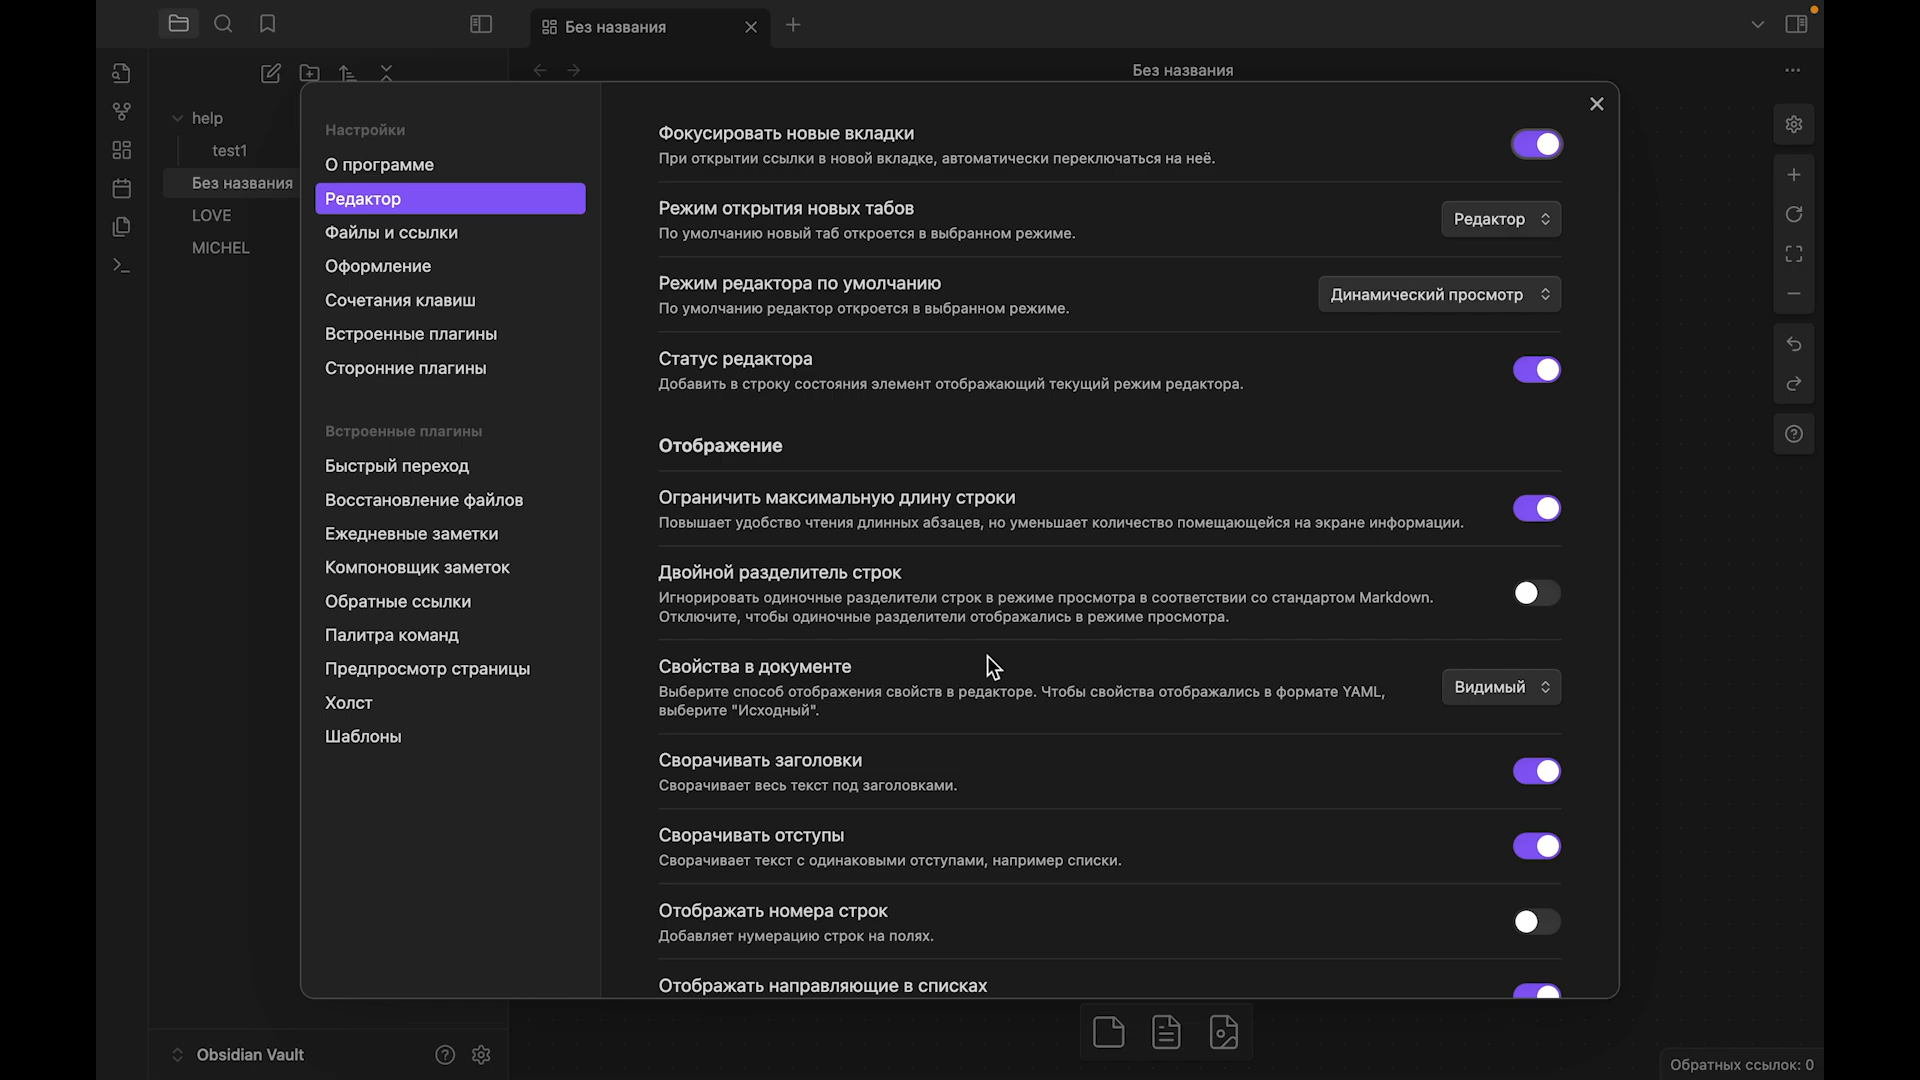 Без названия
Без названия
help
test1
Без названия
LOVE
MICHEL
Настройки
О программе
Редактор
Файлы и ссылки
Оформление
Сочетания клавиш
Встроенные плагины
Сторонние плагины
Встроенные плагины
Быстрый переход
Восстановление файлов
Ежедневные заметки
Компоновщик заметок
Обратные ссылки
Палитра команд
Предпросмотр страницы
Холст
Шаблоны
Фокусировать новые вкладки
При открытии ссылки в новой вкладке, автоматически переключаться на неё.
Режим открытия новых табов
По умолчанию новый таб откроется в выбранном режиме.
Редактор
Режим редактора по умолчанию
По умолчанию редактор откроется в выбранном режиме.
Динамический просмотр
Статус редактора
Добавить в строку состояния элемент отображающий текущий режим редактора.
Отображение
Ограничить максимальную длину строки
Повышает удобство чтения длинных абзацев, но уменьшает количество помещающейся на экране информации.
Двойной разделитель строк
Игнорировать одиночные разделители строк в режиме просмотра в соответствии со стандартом Markdown.
Отключите, чтобы одиночные разделители отображались в режиме просмотра.
Свойства в документе
Выберите способ отображения свойств в редакторе. Чтобы свойства отображались в формате YAML,
выберите "Исходный".
Видимый
Сворачивать заголовки
Сворачивает весь текст под заголовками.
Сворачивать отступы
Сворачивает текст с одинаковыми отступами, например списки.
Отображать номера строк
Добавляет нумерацию строк на полях.
Отображать направляющие в списках
Obsidian Vault
Обратных ссылок: 0